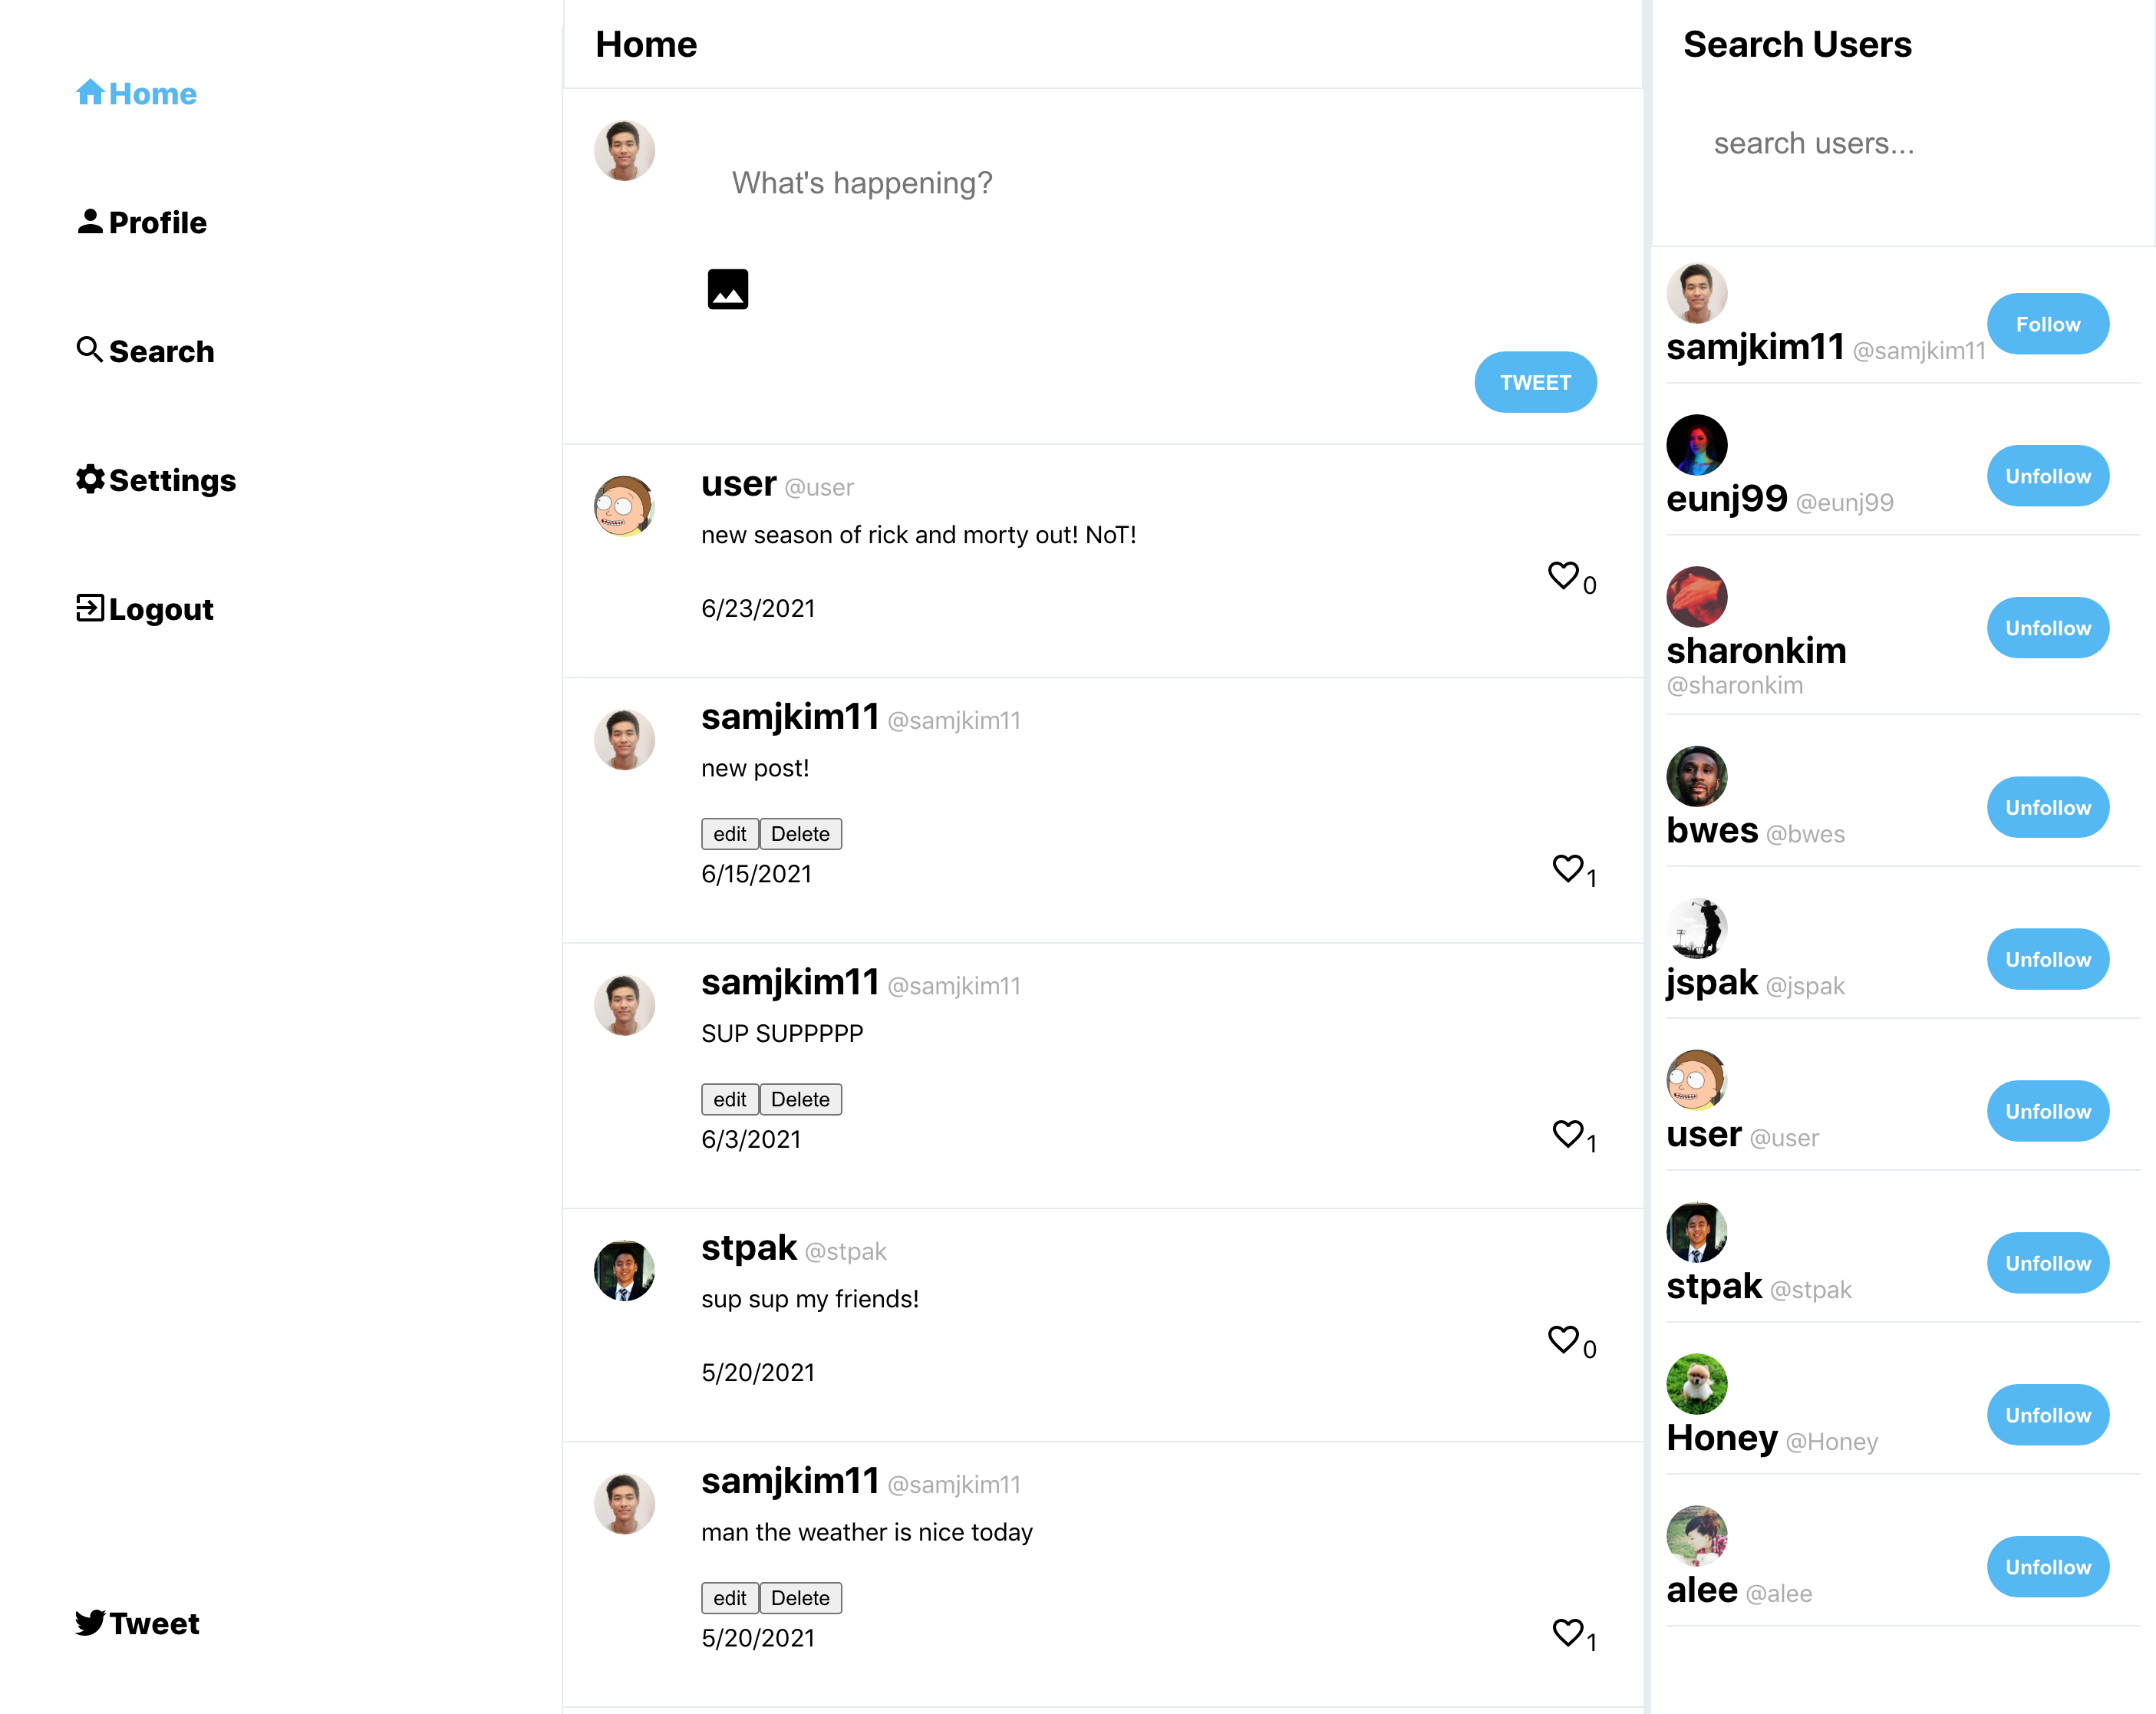 Home
Profile
Search
Settings
Logout
Tweet
Home
What's happening?
TWEET
user @user
new season of rick and morty out! NoT!
0
6/23/2021
samjkim11 @samjkim11
new post!
edit Delete
6/15/2021
1
samjkim11 @samjkim11
SUP SUPPPPP
edit Delete
6/3/2021
1
stpak @stpak
sup sup my friends!
0
5/20/2021
samjkim11 @samjkim11
man the weather is nice today
edit Delete
5/20/2021
1
Search Users
search users...
samjkim11 @samjkim11
Follow
eunj99 @eunj99
Unfollow
sharonkim
@sharonkim
Unfollow
bwes @bwes
Unfollow
jspak @jspak
Unfollow
user @user
Unfollow
stpak @stpak
Unfollow
Honey @Honey
Unfollow
alee @alee
Unfollow